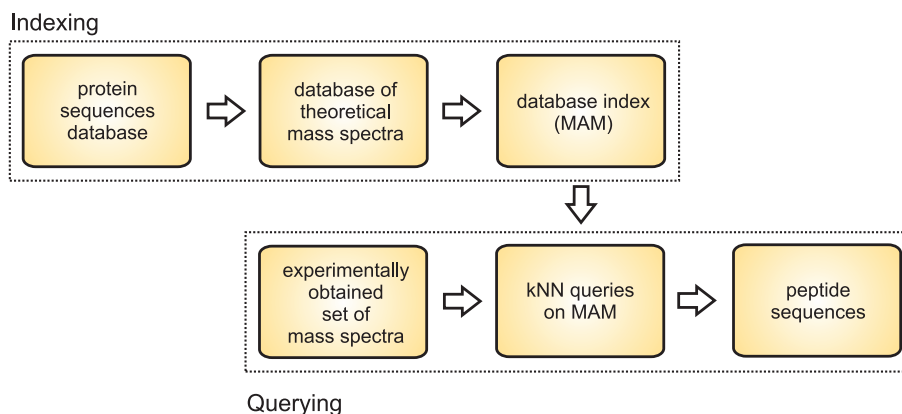 Indexing
protein
sequences
database
database of
theoretical
mass spectra
database index
(MAM)
experimentally
obtained
set of
mass spectra
kNN queries
on MAM
peptide
sequences
Querying